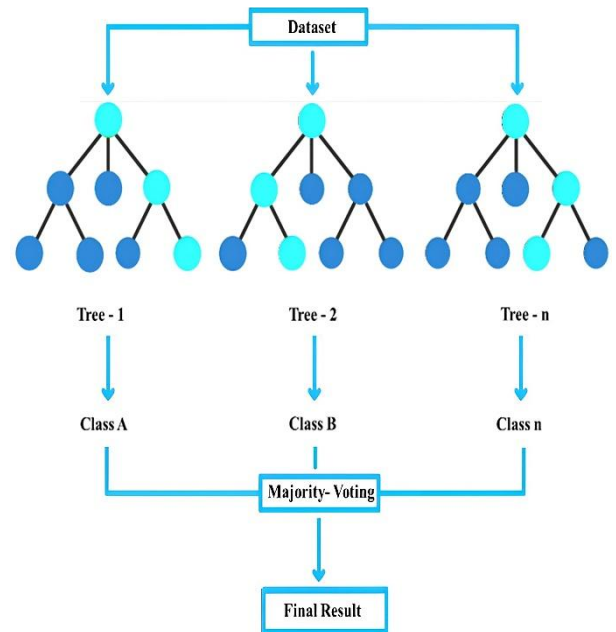 Dataset
Tree - 1
Tree - 2
Tree - n
Class A
Class B
Class n
Majority- Voting
Final Result